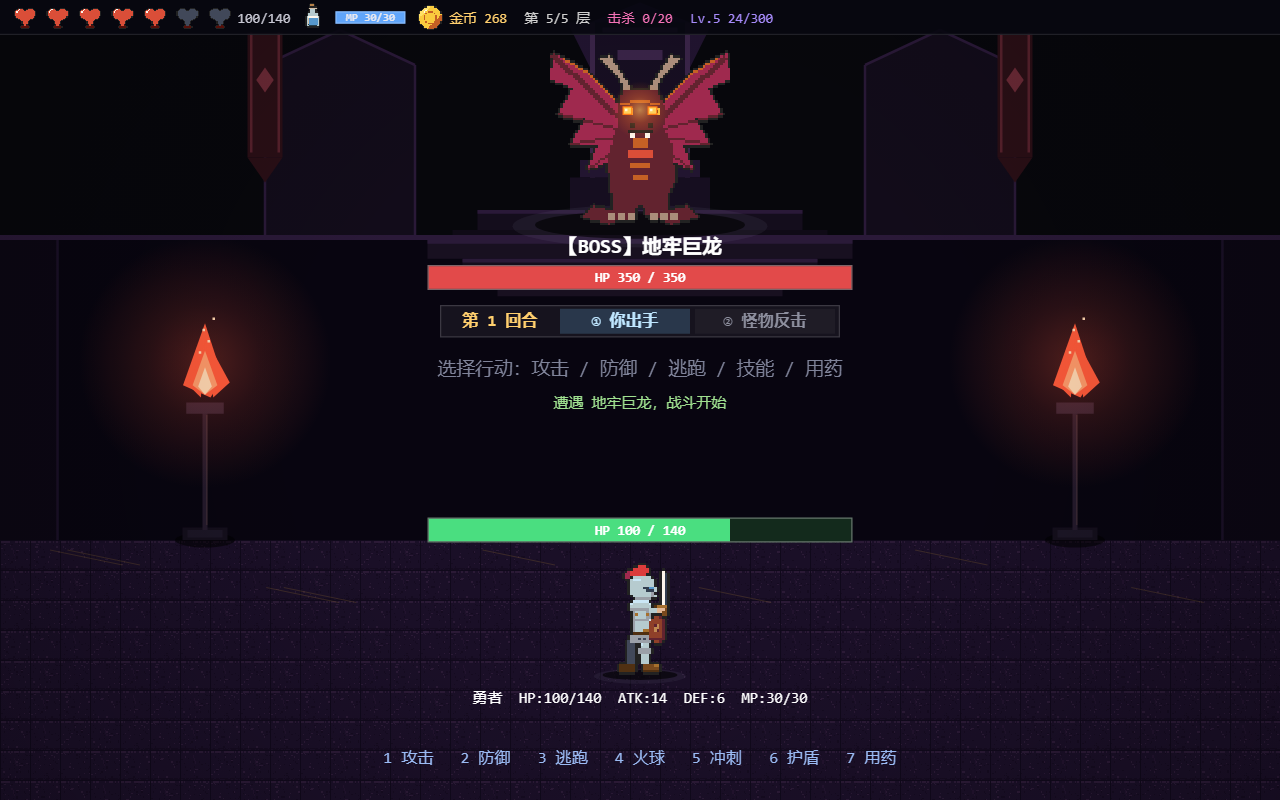 100/140 MP 30/30 金币 268 第 5/5 层 击杀 0/20 Lv.5 24/300
【BOSS】地牢巨龙
HP 350 / 350
第 1 回合 ① 你出手 ② 怪物反击
选择行动: 攻击 / 防御 / 逃跑 / 技能 / 用药
遭遇 地牢巨龙, 战斗开始
HP 100 / 140
勇者 HP:100/140 ATK:14 DEF:6 MP:30/30
1 攻击 2 防御 3 逃跑 4 火球 5 冲刺 6 护盾 7 用药